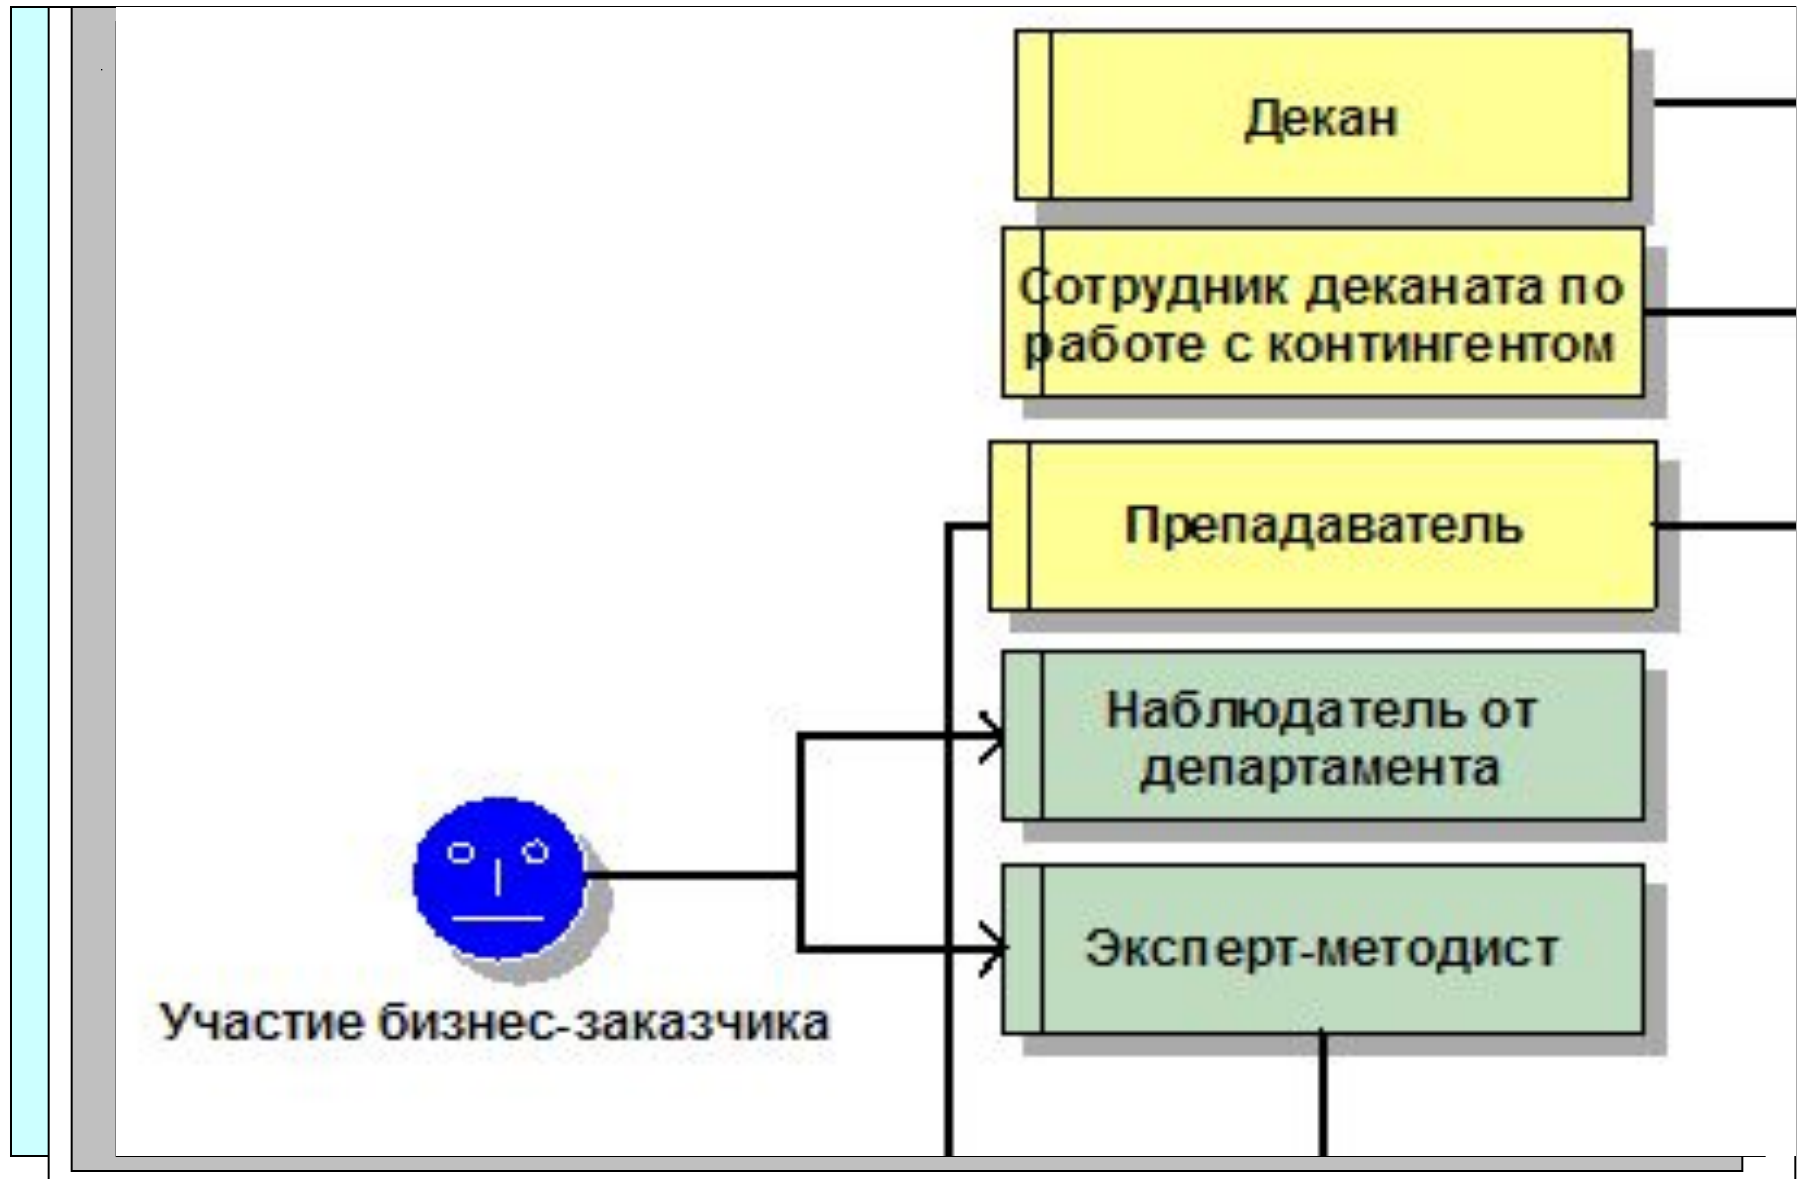 Декан
Сотрудник деканата по
работе с контингентом
Препадаватель
Наблюдатель от
департамента
Эксперт-методист
Участие бизнес-заказчика